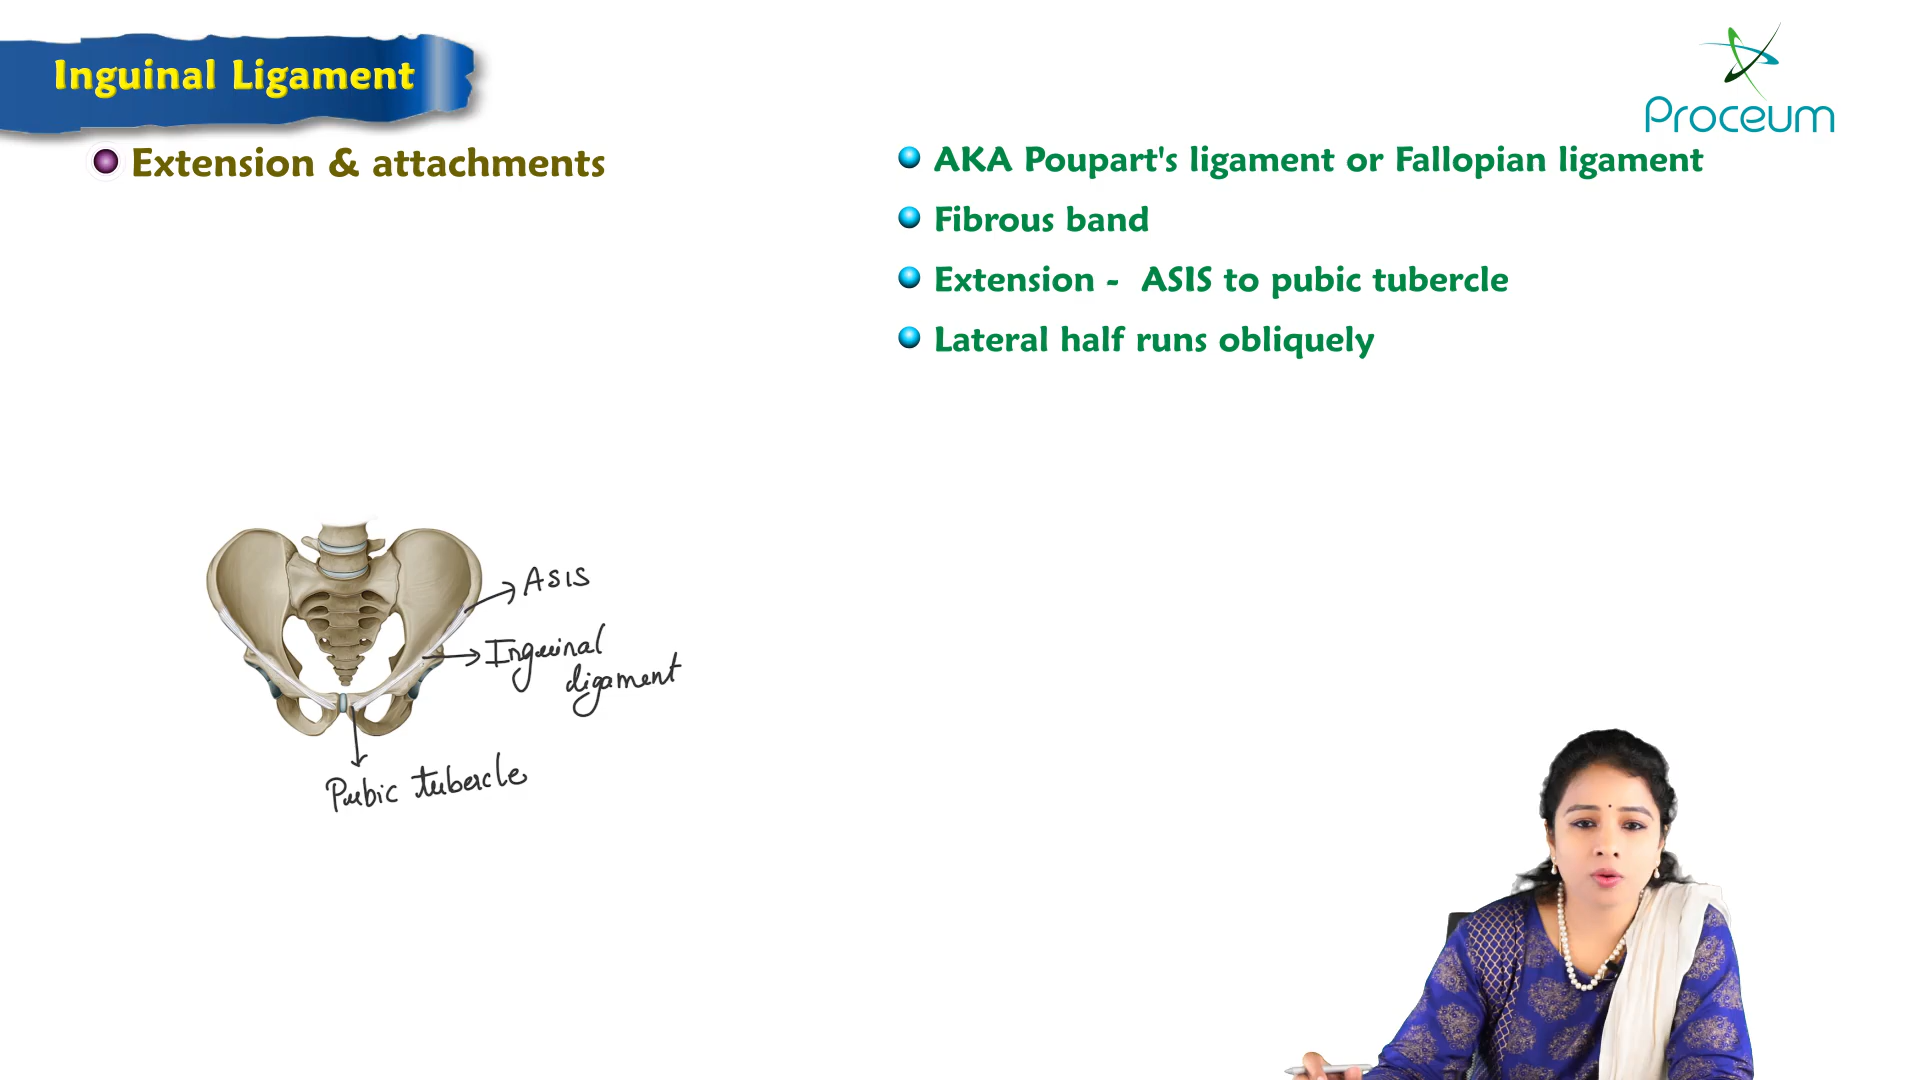 Inguinal Ligament
Proceum
Extension & attachments
AKA Poupart's ligament or Fallopian ligament
Fibrous band
Extension - ASIS to pubic tubercle
Lateral half runs obliquely
ASIS
Inguinal
ligament
Pubic tubercle